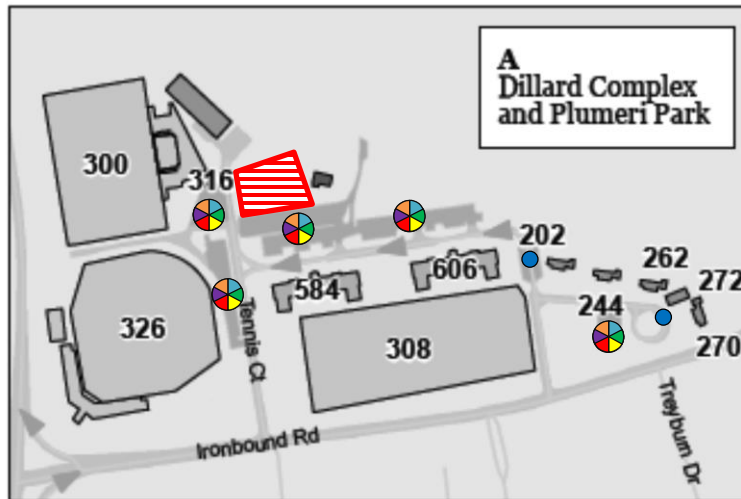 A
Dillard Complex
and Plumeri Park
300
316
202
262
272
606
584
244
326
308
270
Tennis Ct
Ironbound Rd
Treyburn Dr